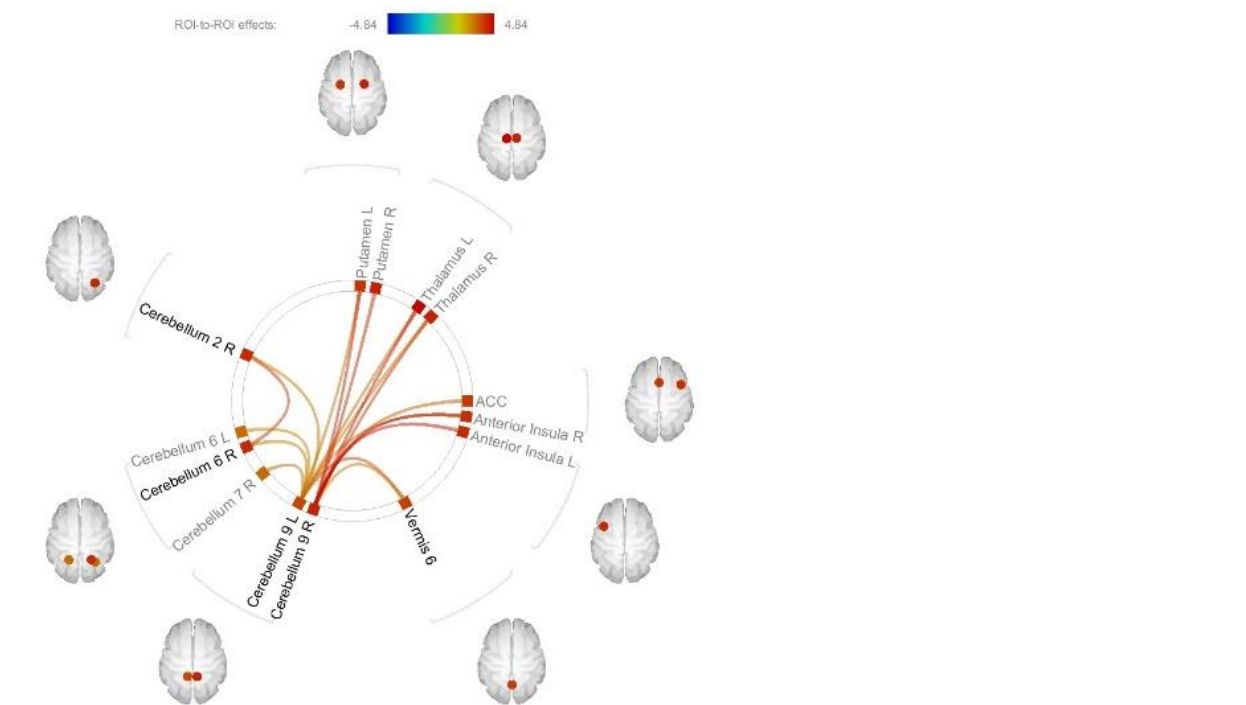 ROI-to-ROI effects: -4.84 4.84
Putamen L
Putamen R
Thalamus L
Thalamus R
Cerebellum 2 R
ACC
Anterior Insula R
Anterior Insula L
Cerebellum 6 L
Cerebellum 6 R
Cerebellum 7 R
Cerebellum 9 L
Cerebellum 9 R
Vermis 6